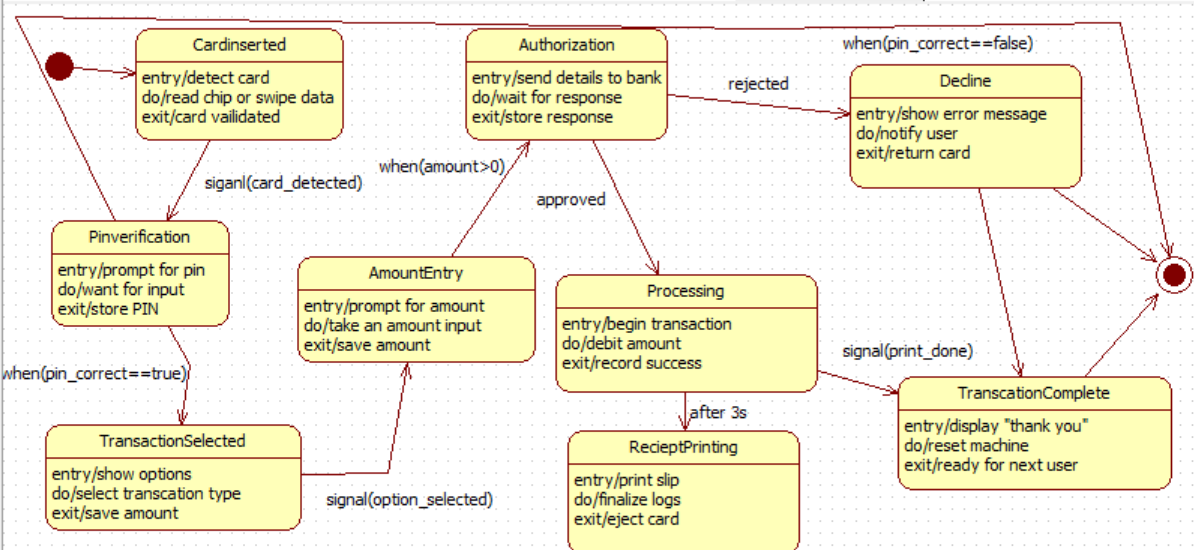 Cardinserted
entry/detect card
do/read chip or swipe data
exit/card vailidated
Authorization
entry/send details to bank
do/wait for response
exit/store response
when(pin_correct==false)
rejected
Decline
entry/show error message
do/notify user
exit/return card
siganl(card_detected)
when(amount>0)
approved
Pinverification
entry/prompt for pin
do/want for input
exit/store PIN
AmountEntry
entry/prompt for amount
do/take an amount input
exit/save amount
Processing
entry/begin transaction
do/debit amount
exit/record success
signal(print_done)
when(pin_correct==true)
after 3s
TransactionSelected
entry/show options
do/select transcation type
exit/save amount
signal(option_selected)
RecieptPrinting
entry/print slip
do/finalize logs
exit/eject card
TranscationComplete
entry/display "thank you"
do/reset machine
exit/ready for next user